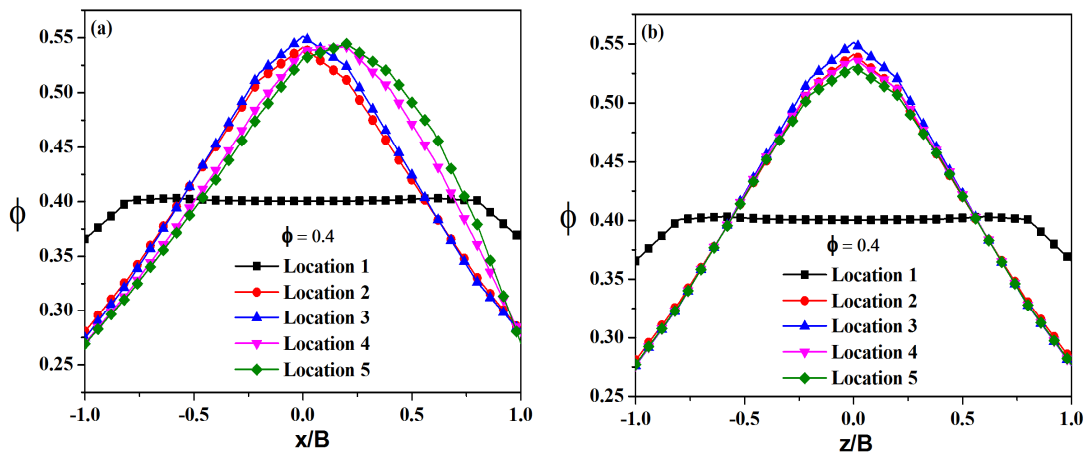 (a)
0.55
0.50
0.45
0.40
0.35
0.30
0.25
ϕ
ϕ = 0.4
Location 1
Location 2
Location 3
Location 4
Location 5
-1.0 -0.5 0.0 0.5 1.0
x/B
(b)
0.55
0.50
0.45
0.40
0.35
0.30
0.25
ϕ
ϕ = 0.4
Location 1
Location 2
Location 3
Location 4
Location 5
-1.0 -0.5 0.0 0.5 1.0
z/B